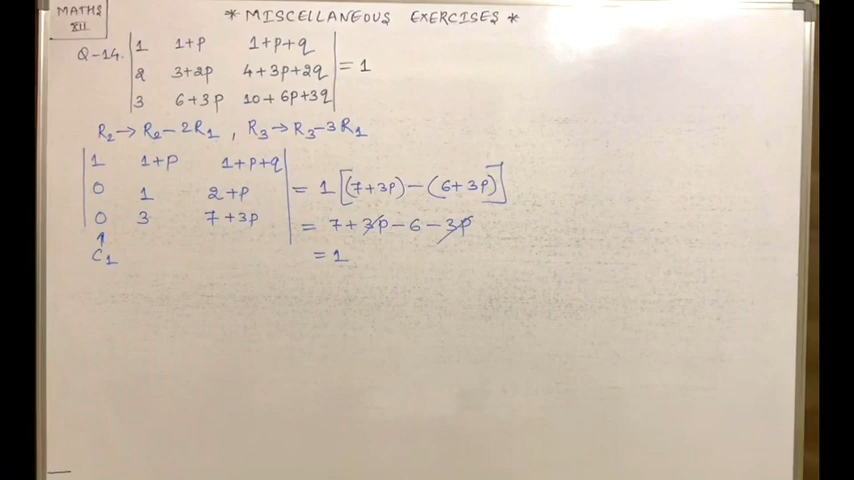 MATHS XII
* MISCELLANEOUS EXERCISES *
Q-14. | 1 1+p 1+p+q |
| 2 3+2p 4+3p+2q | = 1
| 3 6+3p 10+6p+3q |
R₂ → R₂-2R₁ , R₃ → R₃-3R₁
| 1 1+p 1+p+q |
| 0 1 2+p | = 1 [(7+3p) - (6+3p)]
| 0 3 7+3p | = 7+3p-6-3p
↑
C₁ = 1